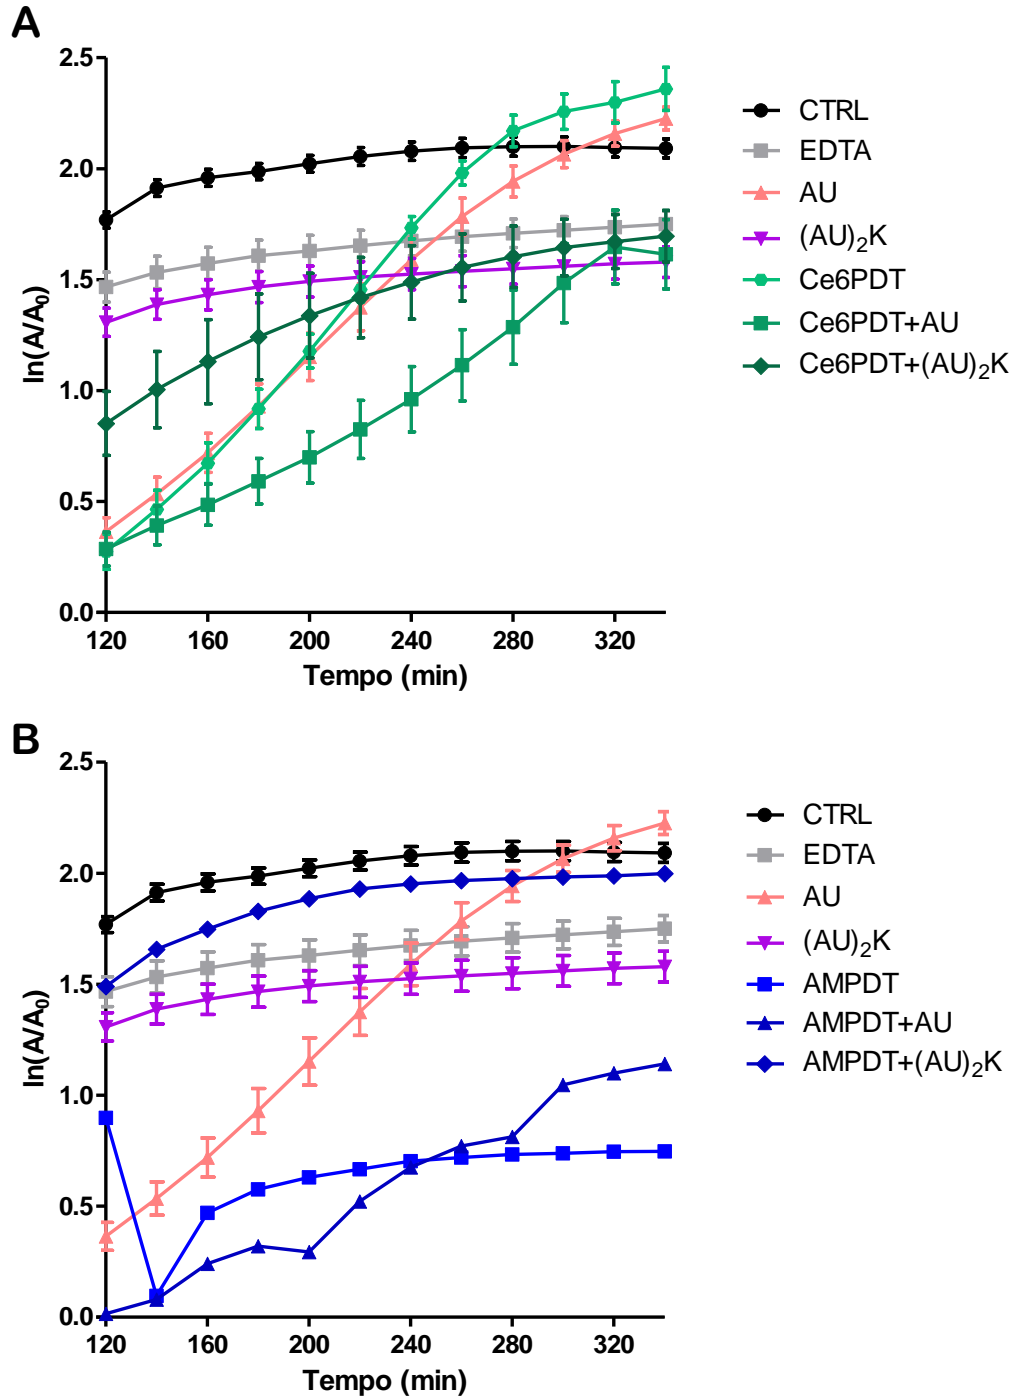 A
2.5
2.0
1.5
1.0
0.5
0.0
ln(A/A₀)
120 160 200 240 280 320
Tempo (min)
CTRL
EDTA
AU
(AU)₂K
Ce6PDT
Ce6PDT+AU
Ce6PDT+(AU)₂K
B
2.5
2.0
1.5
1.0
0.5
0.0
ln(A/A₀)
120 160 200 240 280 320
Tempo (min)
CTRL
EDTA
AU
(AU)₂K
AMPDT
AMPDT+AU
AMPDT+(AU)₂K